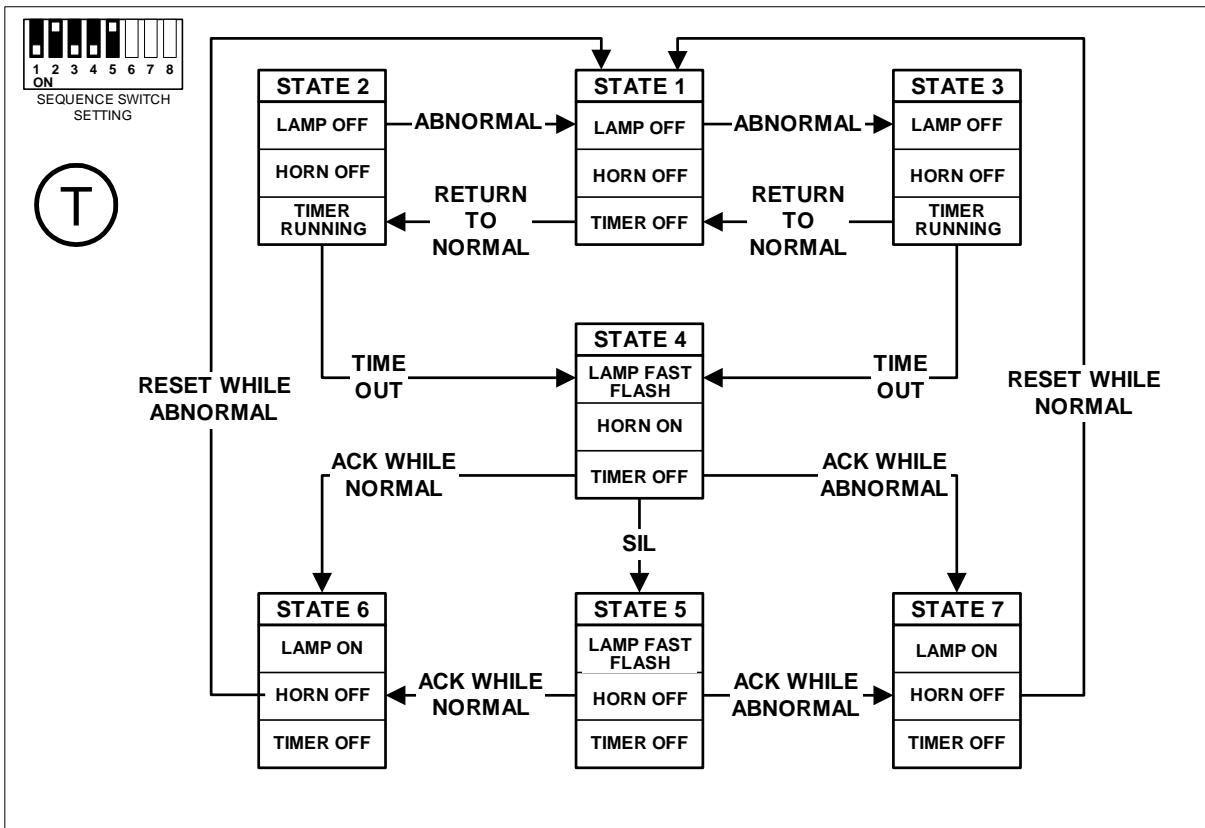 1 2 3 4 5 6 7 8
ON
SEQUENCE SWITCH
SETTING
T
STATE 2
LAMP OFF
HORN OFF
TIMER
RUNNING
ABNORMAL
RETURN
TO
NORMAL
STATE 1
LAMP OFF
HORN OFF
TIMER OFF
ABNORMAL
RETURN
TO
NORMAL
STATE 3
LAMP OFF
HORN OFF
TIMER
RUNNING
RESET WHILE
ABNORMAL
TIME
OUT
STATE 4
LAMP FAST
FLASH
HORN ON
TIMER OFF
TIME
OUT
RESET WHILE
NORMAL
ACK WHILE
NORMAL
ACK WHILE
ABNORMAL
SIL
STATE 6
LAMP ON
HORN OFF
TIMER OFF
ACK WHILE
NORMAL
STATE 5
LAMP FAST
FLASH
HORN OFF
TIMER OFF
ACK WHILE
ABNORMAL
STATE 7
LAMP ON
HORN OFF
TIMER OFF